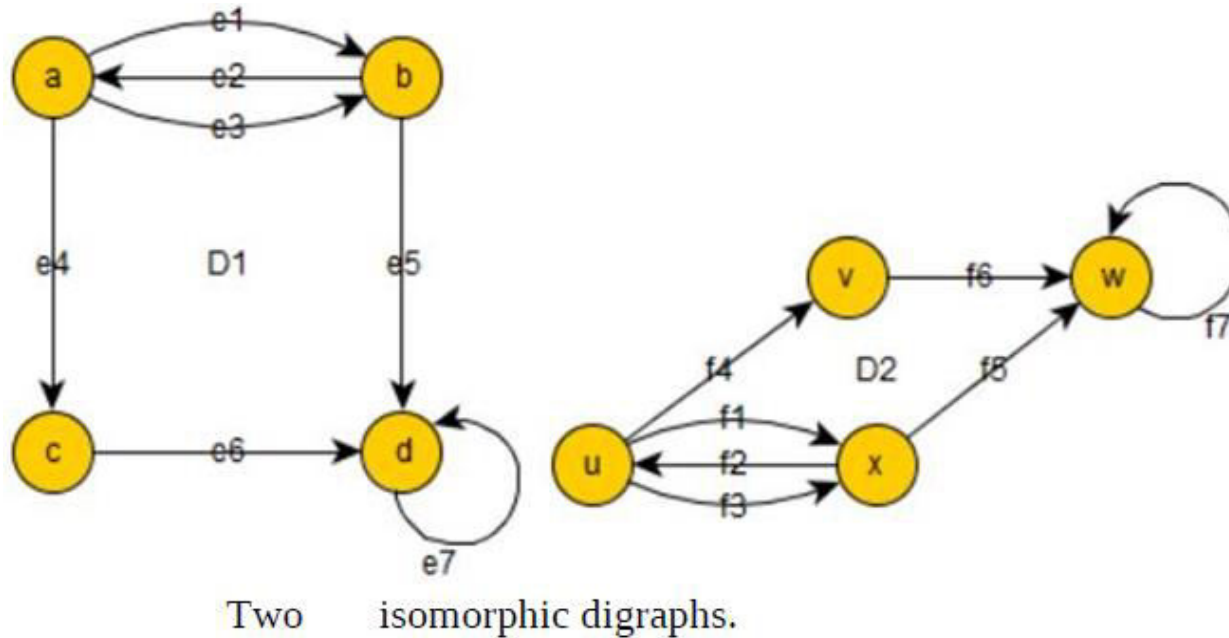 e1
a e2 b
e3
e4 D1 e5
v f6 w
f7
f4 D2 f5
f1
c e6 d u f2 x
f3
e7
Two isomorphic digraphs.